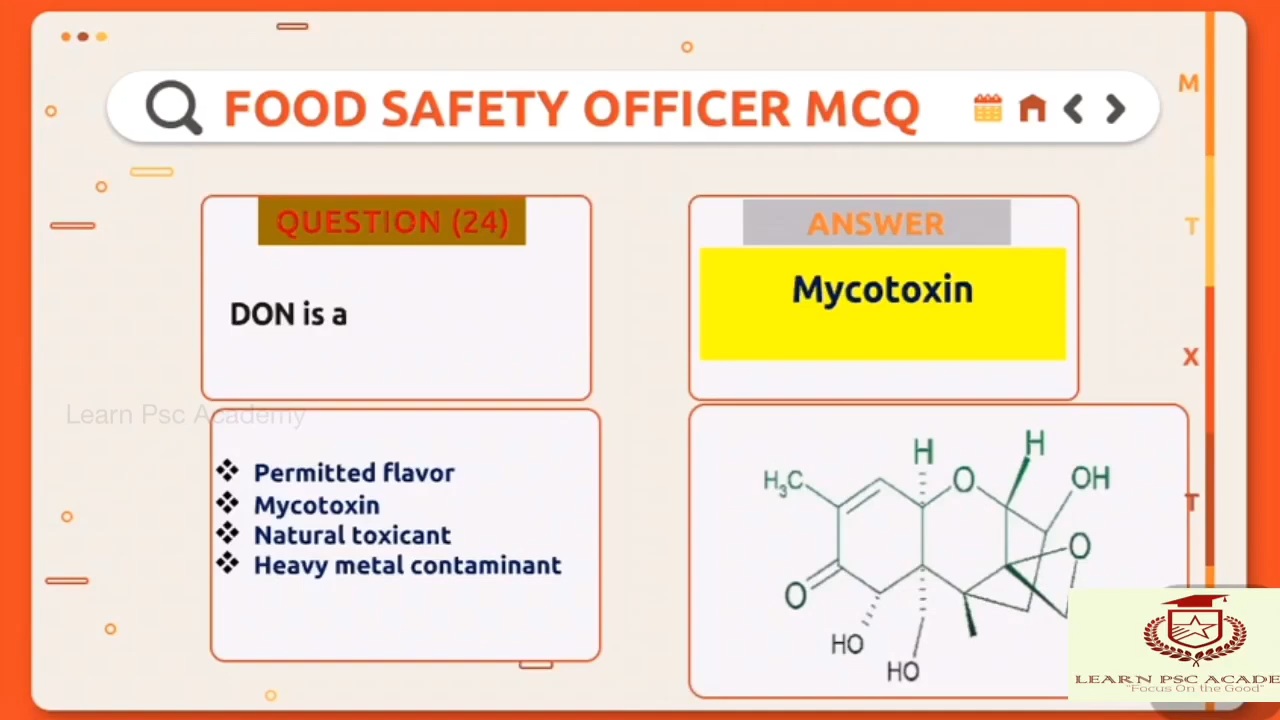 FOOD SAFETY OFFICER MCQ
M
T
X
T
QUESTION (24)
DON is a
ANSWER
Mycotoxin
Learn Psc Academy
Permitted flavor
Mycotoxin
Natural toxicant
Heavy metal contaminant
H
H
H₃C
O
OH
O
O
HO
HO
LEARN PSC ACADE
"Focus On the Good"